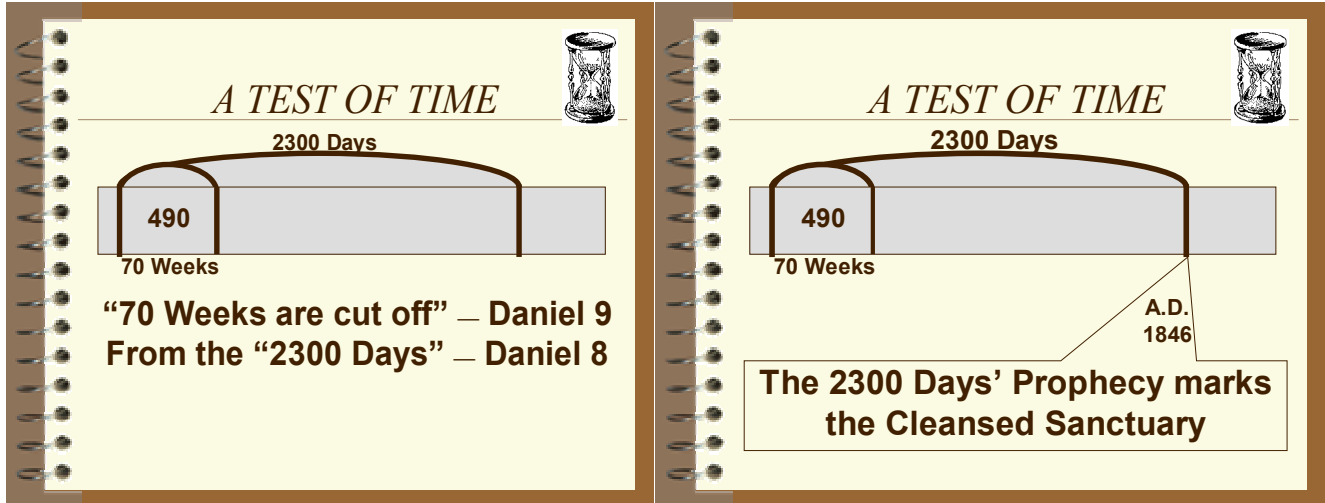 A TEST OF TIME
2300 Days
490
70 Weeks
“70 Weeks are cut off” — Daniel 9
From the “2300 Days” — Daniel 8
A TEST OF TIME
2300 Days
490
70 Weeks
A.D.
1846
The 2300 Days’ Prophecy marks
the Cleansed Sanctuary